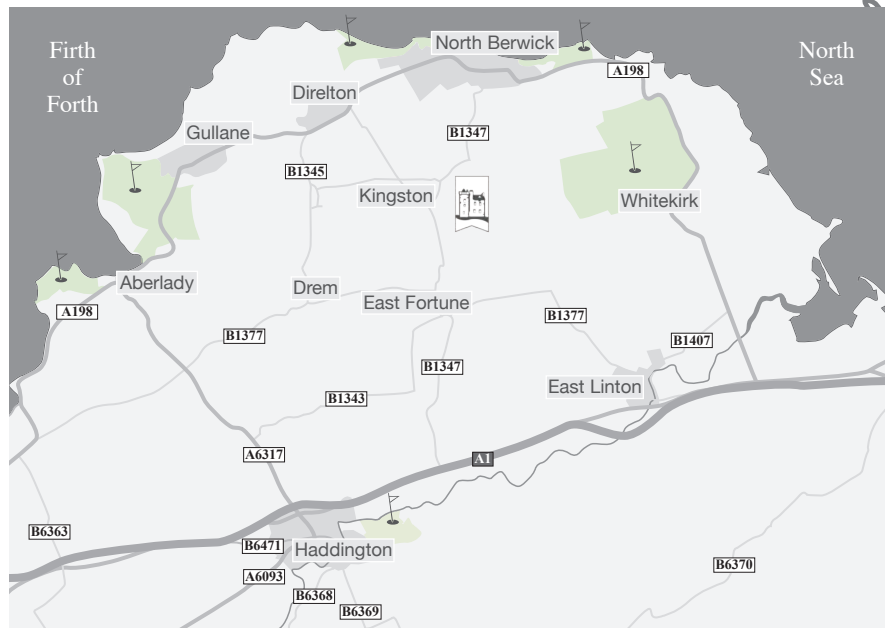 Firth
of
Forth
North Berwick
North
Sea
A198
Direlton
Gullane
B1347
B1345
Kingston
Whitekirk
Aberlady
Drem
East Fortune
A198
B1377
B1377
B1407
B1347
East Linton
B1343
A6317
A1
B6363
B6471
Haddington
A6093
B6370
B6368
B6369